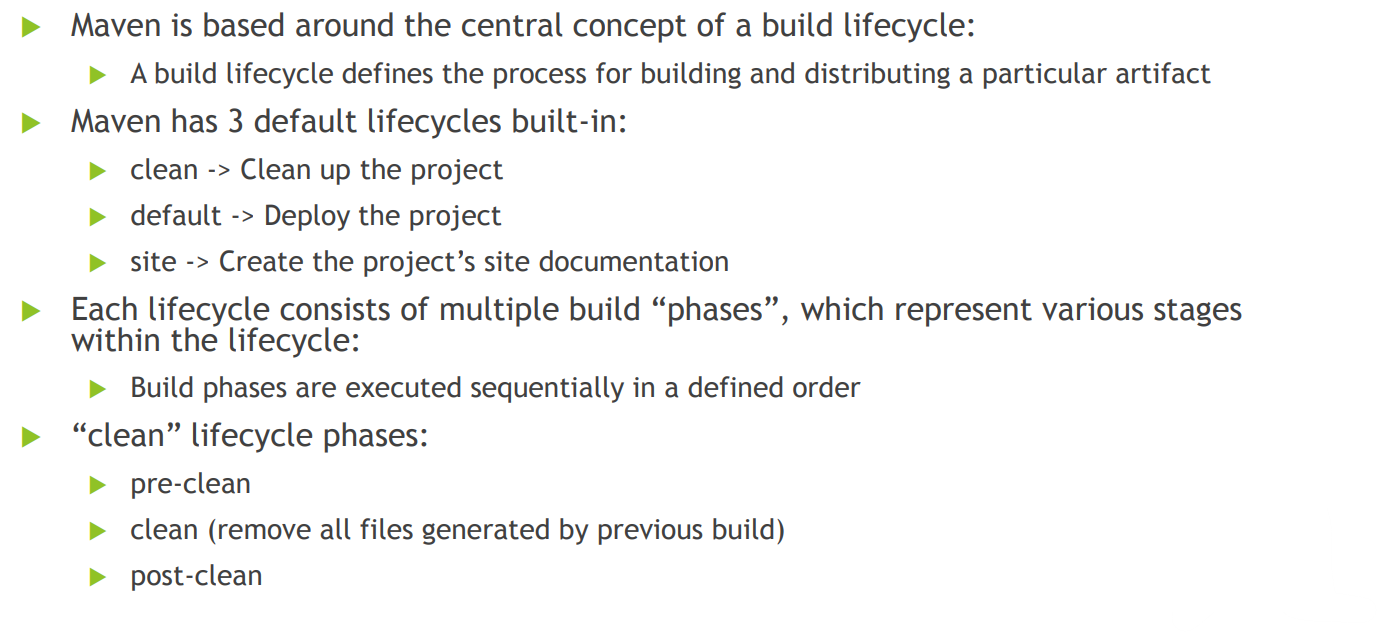 Maven is based around the central concept of a build lifecycle:
A build lifecycle defines the process for building and distributing a particular artifact
Maven has 3 default lifecycles built-in:
clean -> Clean up the project
default -> Deploy the project
site -> Create the project’s site documentation
Each lifecycle consists of multiple build “phases”, which represent various stages
within the lifecycle:
Build phases are executed sequentially in a defined order
“clean” lifecycle phases:
pre-clean
clean (remove all files generated by previous build)
post-clean